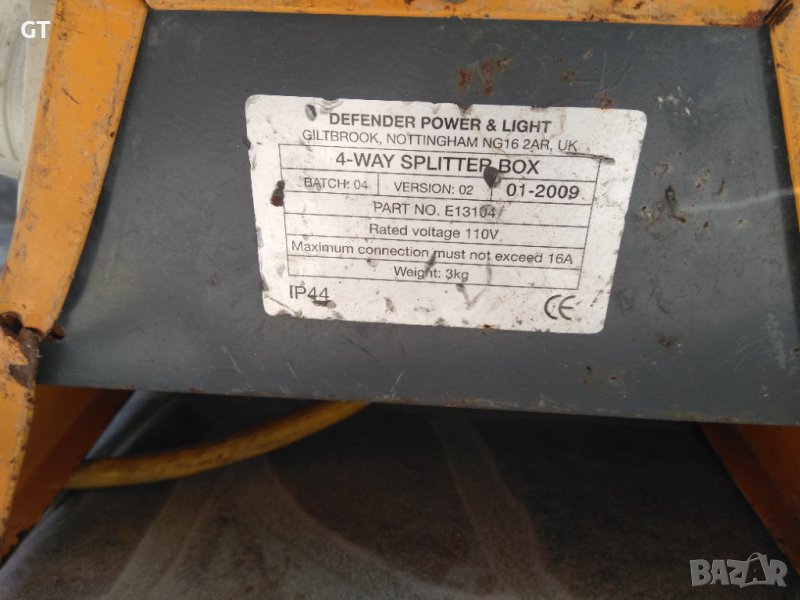 GT
DEFENDER POWER & LIGHT
GILTBROOK, NOTTINGHAM NG16 2AR, UK
4-WAY SPLITTER BOX
BATCH: 04 VERSION: 02 01-2009
PART NO. E13104
Rated voltage 110V
Maximum connection must not exceed 16A
Weight: 3kg
IP44 CE
BAZAR